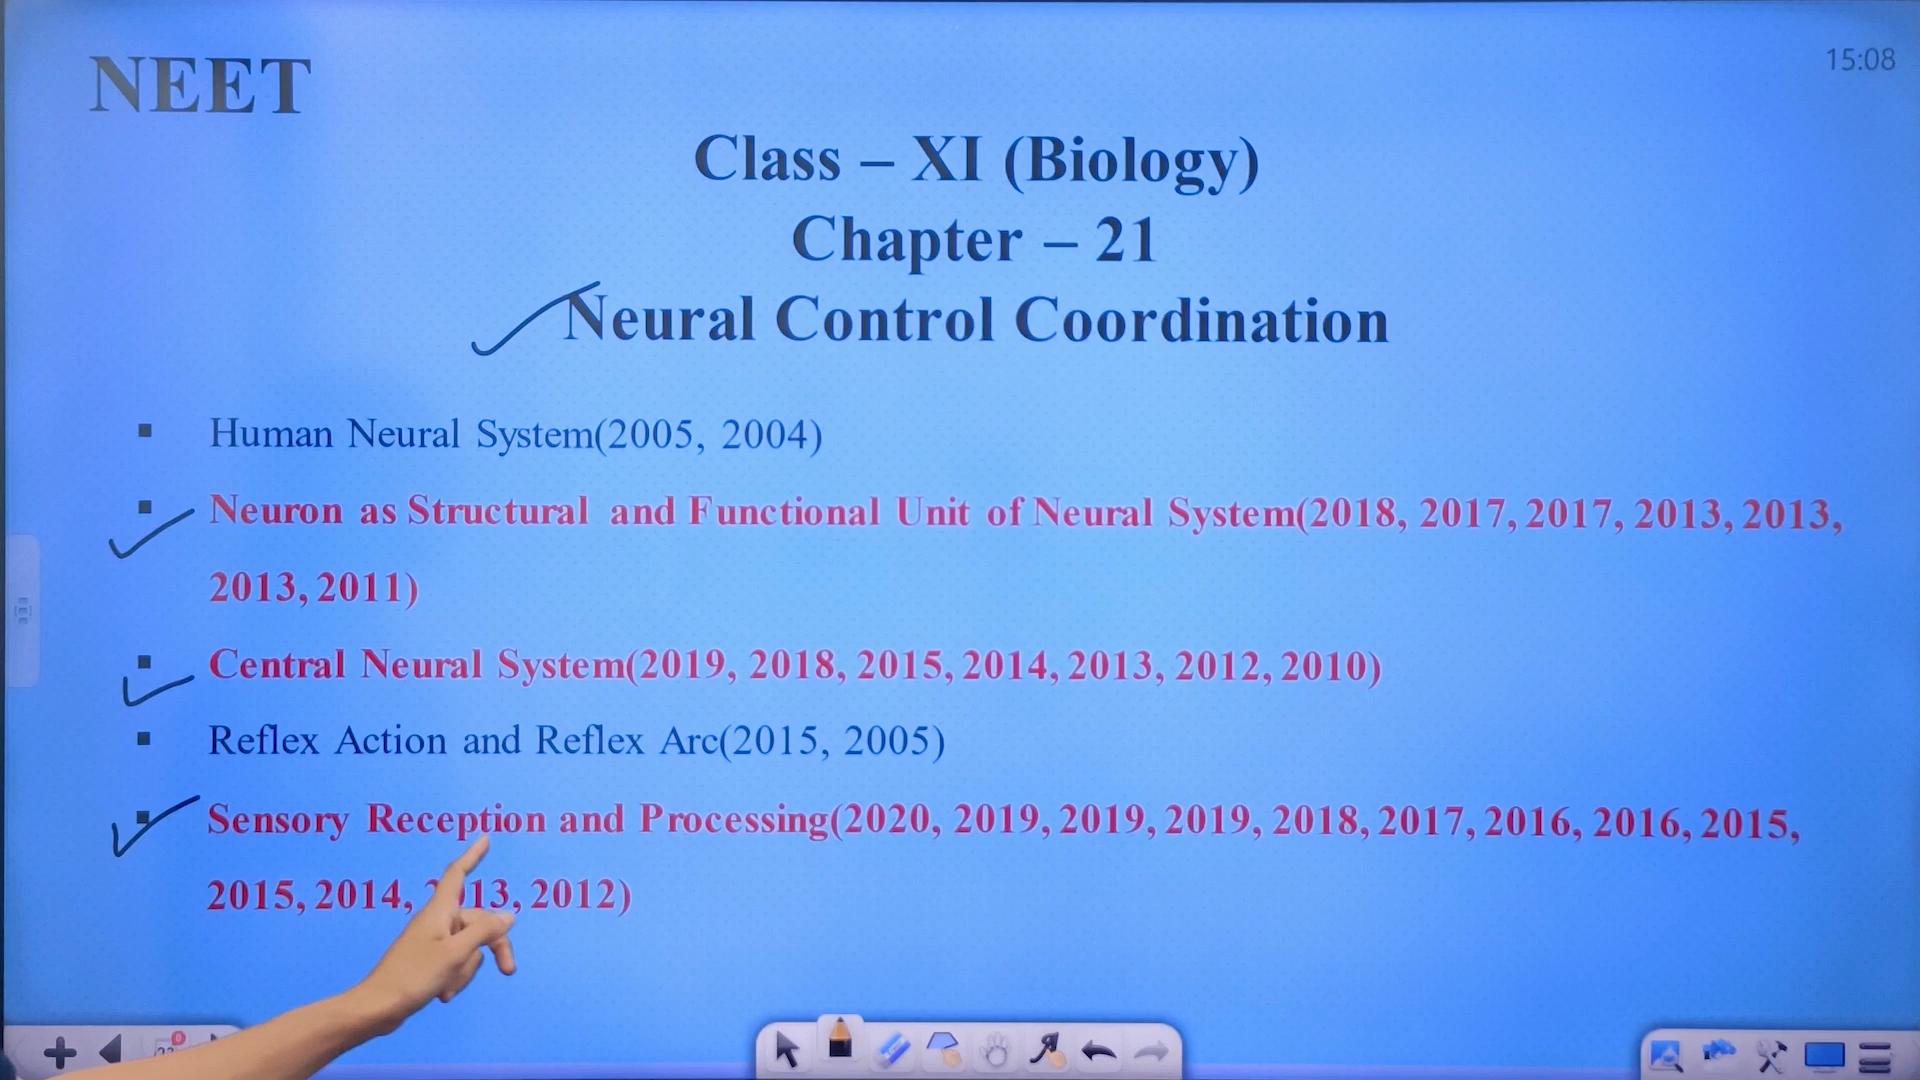 NEET
15:08
Class – XI (Biology)
Chapter – 21
Neural Control Coordination
▪ Human Neural System(2005, 2004)
▪ Neuron as Structural and Functional Unit of Neural System(2018, 2017, 2017, 2013, 2013,
2013, 2011)
▪ Central Neural System(2019, 2018, 2015, 2014, 2013, 2012, 2010)
▪ Reflex Action and Reflex Arc(2015, 2005)
▪ Sensory Reception and Processing(2020, 2019, 2019, 2019, 2018, 2017, 2016, 2016, 2015,
2015, 2014, 2013, 2012)